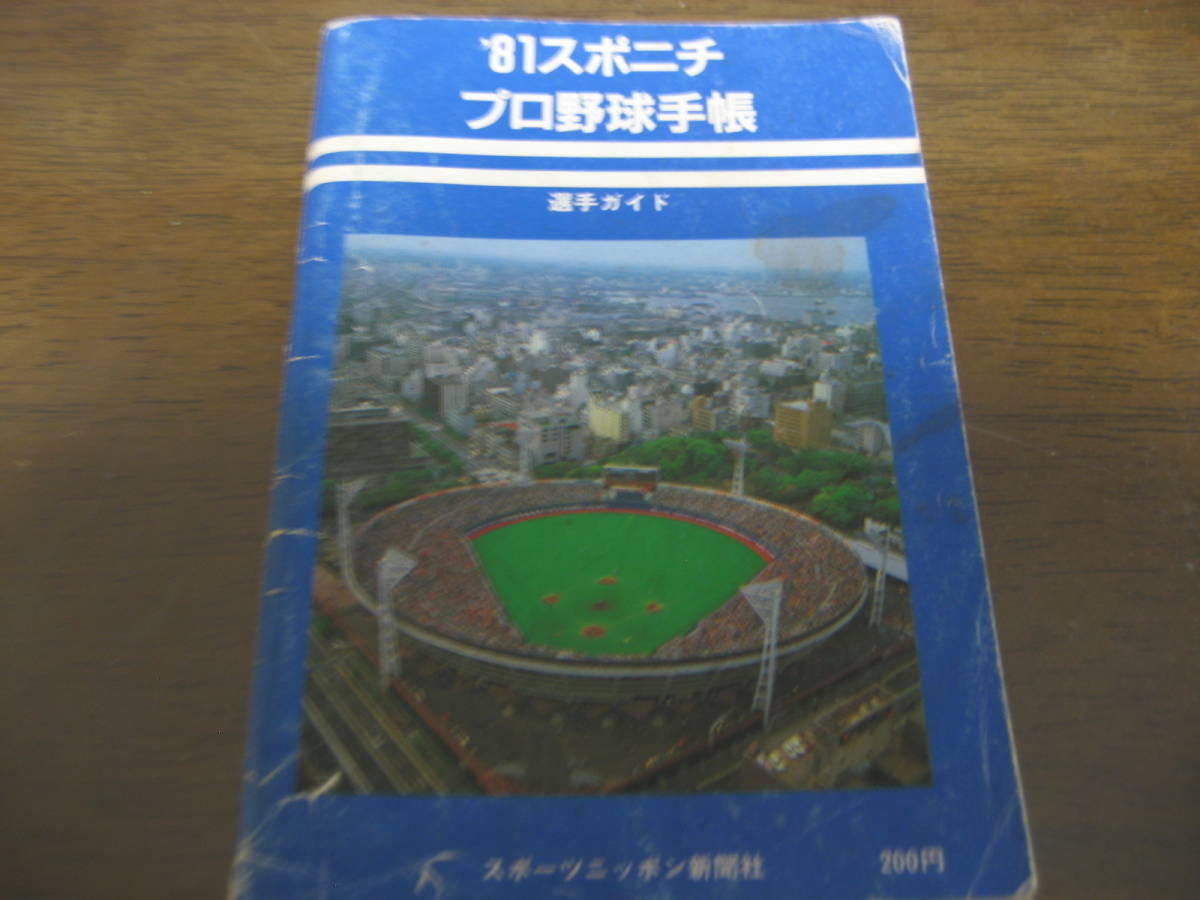 '81スポニチ
プロ野球手帳
選手ガイド
スポーツニッポン新聞社
200円